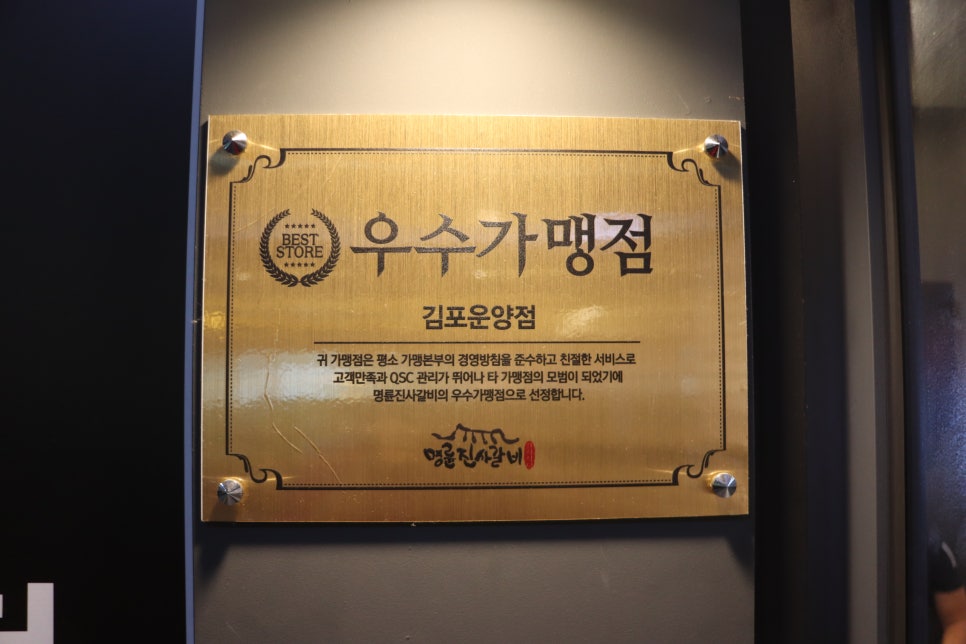 BEST
STORE
우수가맹점
김포운양점
귀 가맹점은 평소 가맹본부의 경영방침을 준수하고 친절한 서비스로
고객만족과 QSC 관리가 뛰어나 타 가맹점의 모범이 되었기에
명륜진사갈비의 우수가맹점으로 선정합니다.
명륜진사갈비